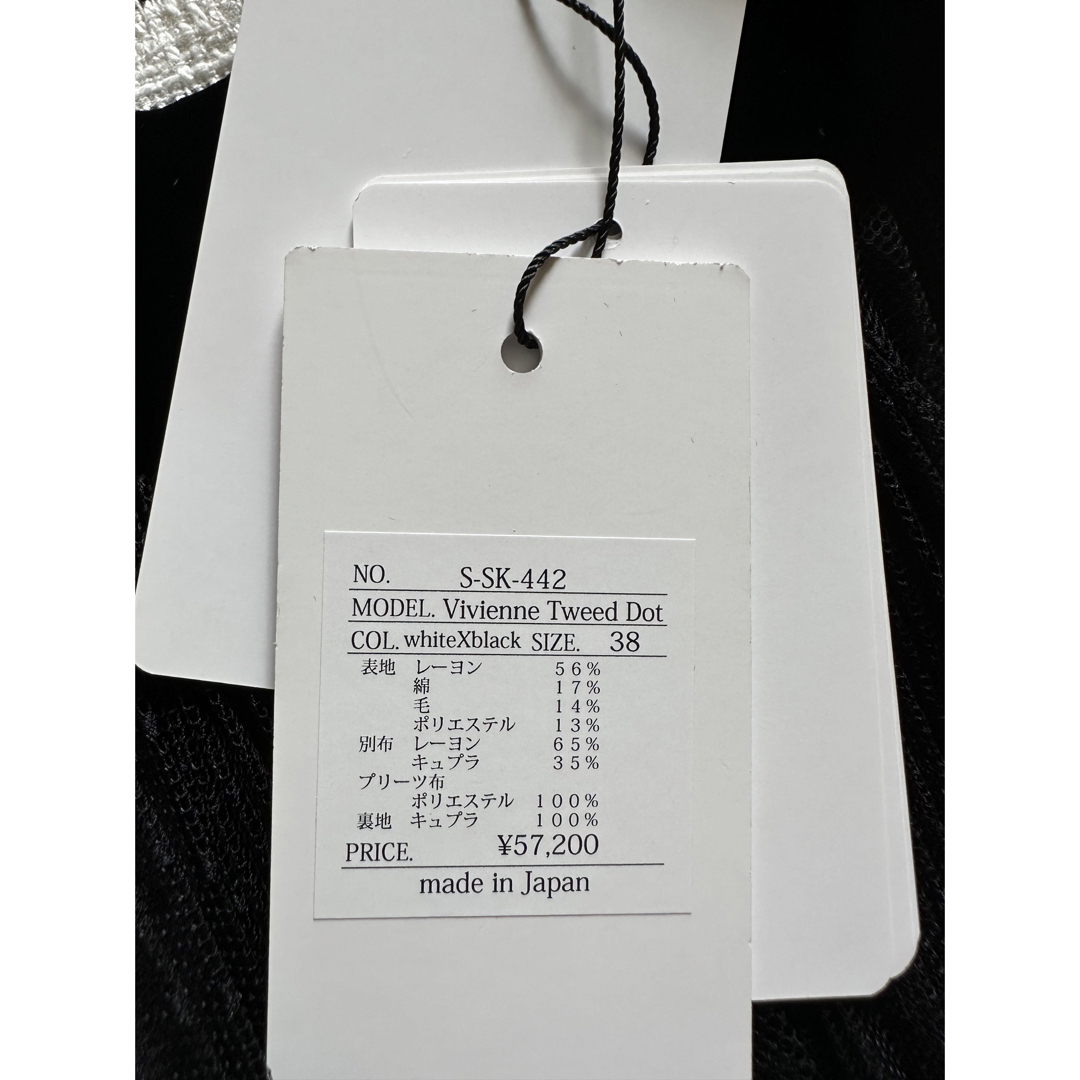 NO. S-SK-442
MODEL. Vivienne Tweed Dot
COL. whiteXblack SIZE. 38
表地 レーヨン 56%
綿 17%
毛 14%
ポリエステル 13%
別布 レーヨン 65%
キュプラ 35%
プリーツ布
ポリエステル 100%
裏地 キュプラ 100%
PRICE. ¥57,200
made in Japan